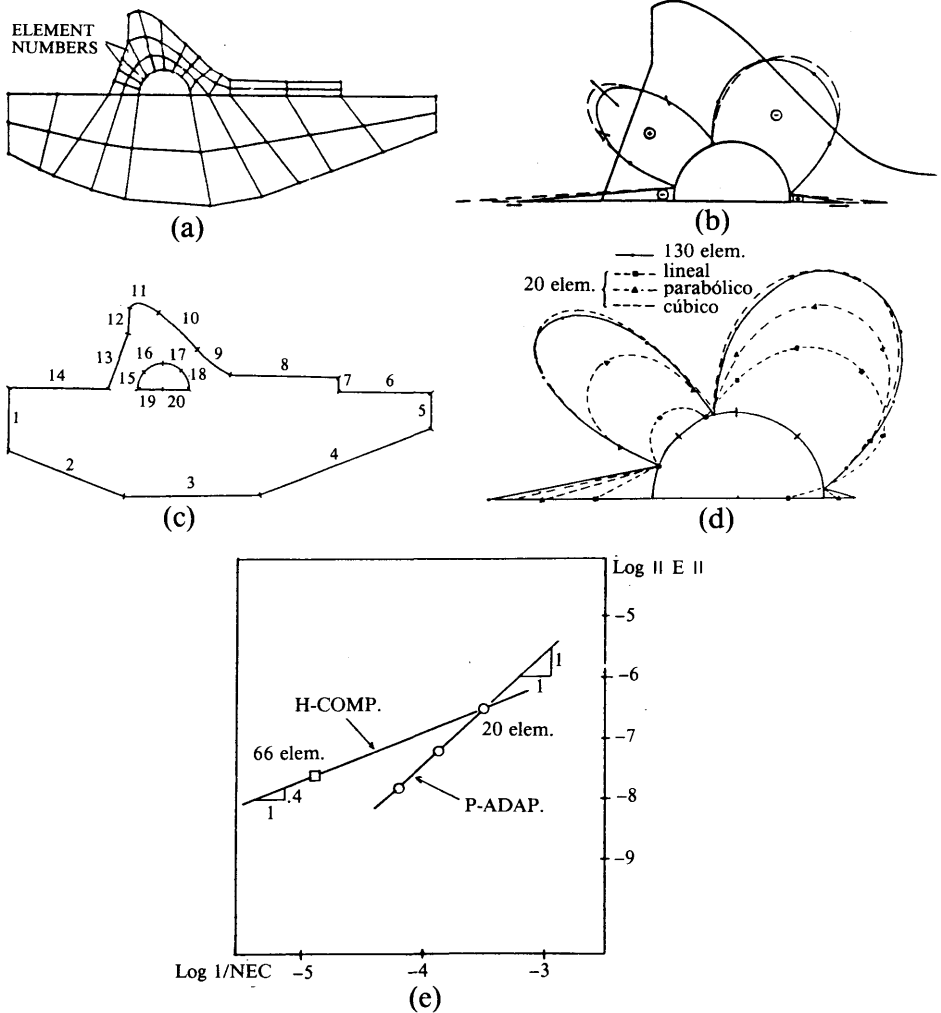 ELEMENT
NUMBERS
(a)
⊕
⊖
⊖
⊕
(b)
11
12
10
13
16
17
9
15
18
8
14
19
20
7
6
1
5
2
4
3
(c)
130 elem.
20 elem.
lineal
parabólico
cúbico
(d)
Log || E ||
-5
-6
-7
-8
-9
1
1
H-COMP.
20 elem.
66 elem.
.4
1
P-ADAP.
Log 1/NEC
-5
-4
-3
(e)